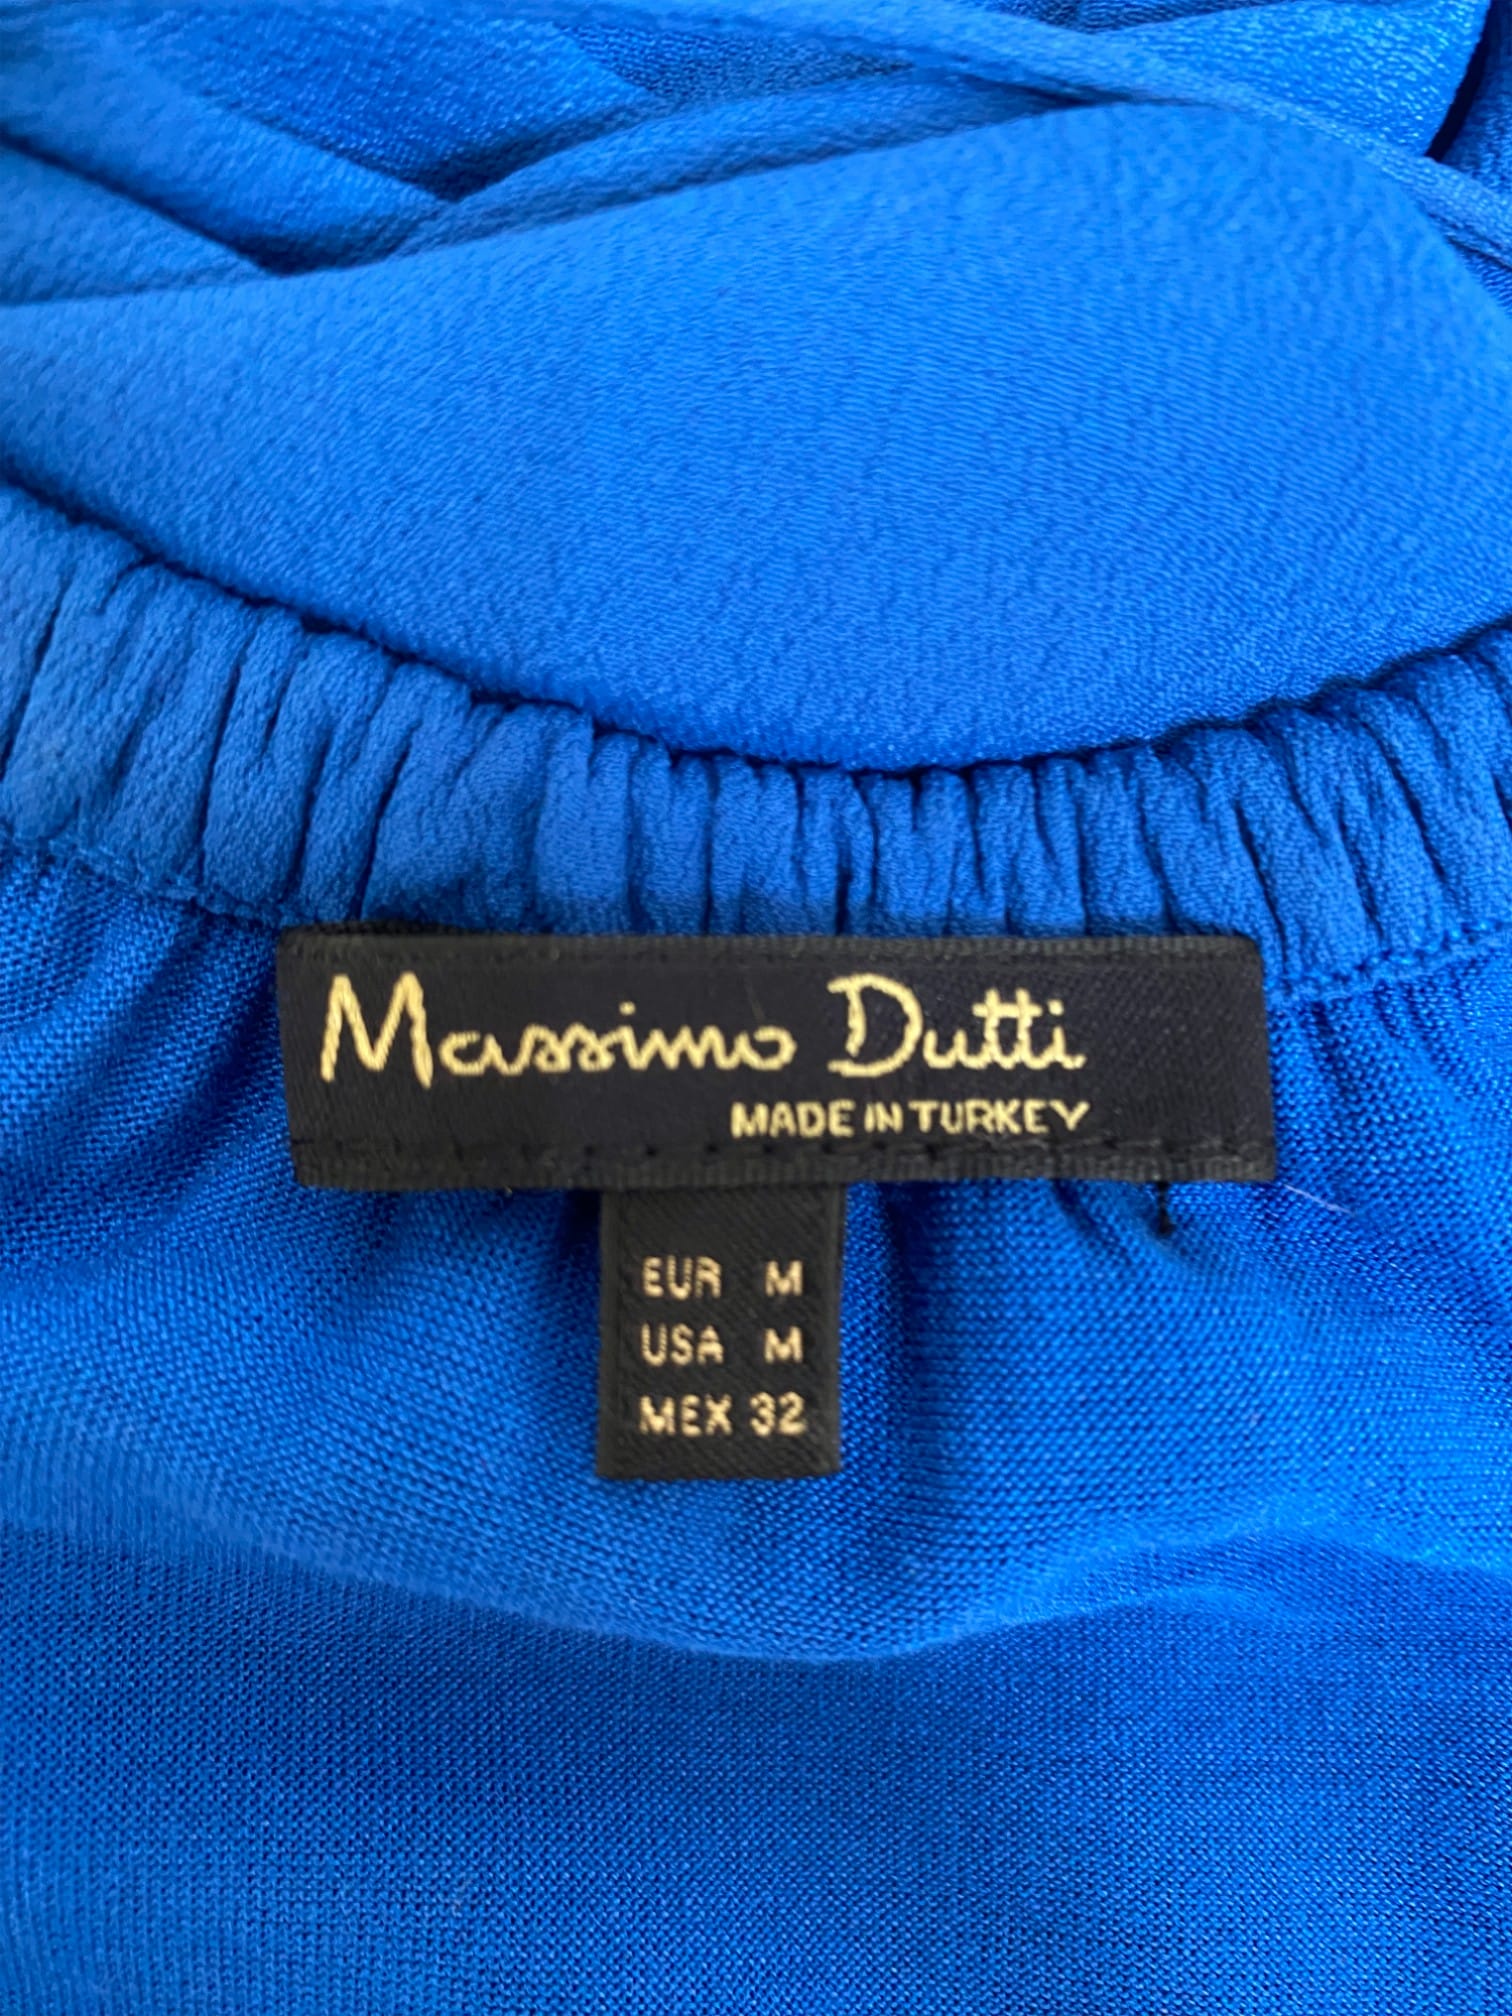 Massimo Dutti
MADE IN TURKEY
EUR M
USA M
MEX 32